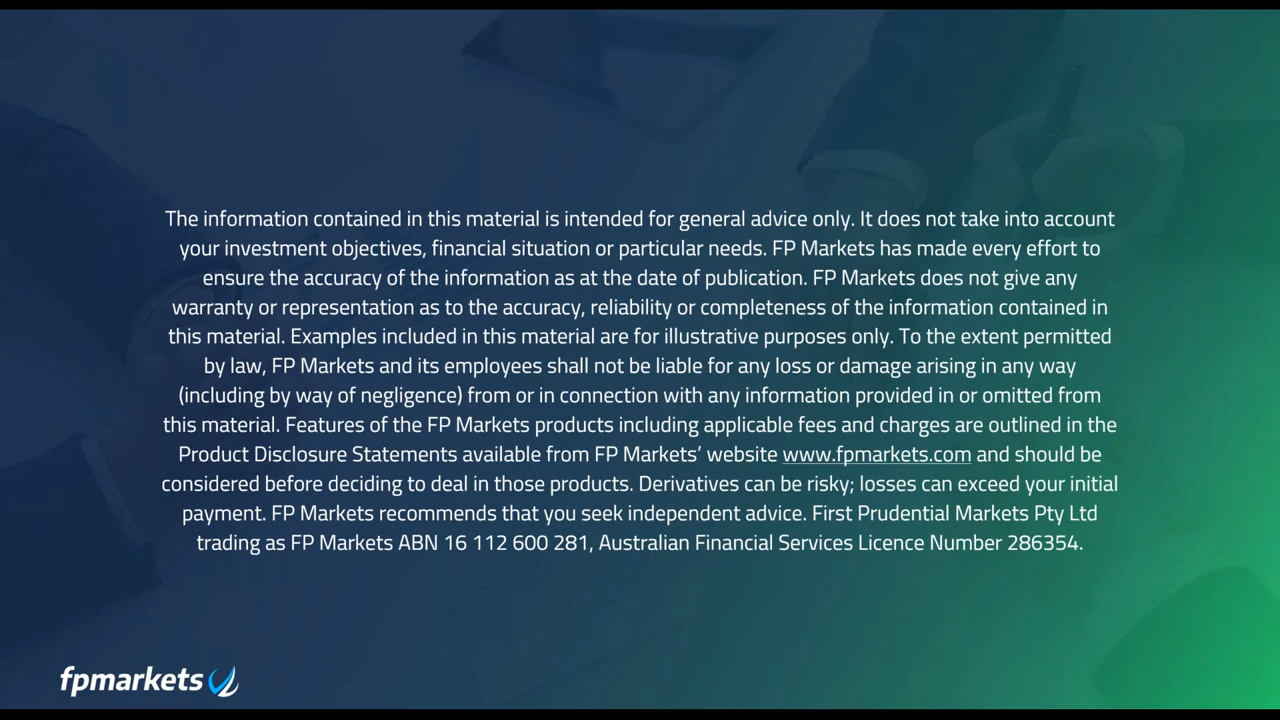 The information contained in this material is intended for general advice only. It does not take into account
your investment objectives, financial situation or particular needs. FP Markets has made every effort to
ensure the accuracy of the information as at the date of publication. FP Markets does not give any
warranty or representation as to the accuracy, reliability or completeness of the information contained in
this material. Examples included in this material are for illustrative purposes only. To the extent permitted
by law, FP Markets and its employees shall not be liable for any loss or damage arising in any way
(including by way of negligence) from or in connection with any information provided in or omitted from
this material. Features of the FP Markets products including applicable fees and charges are outlined in the
Product Disclosure Statements available from FP Markets’ website www.fpmarkets.com and should be
considered before deciding to deal in those products. Derivatives can be risky; losses can exceed your initial
payment. FP Markets recommends that you seek independent advice. First Prudential Markets Pty Ltd
trading as FP Markets ABN 16 112 600 281, Australian Financial Services Licence Number 286354.
fpmarkets